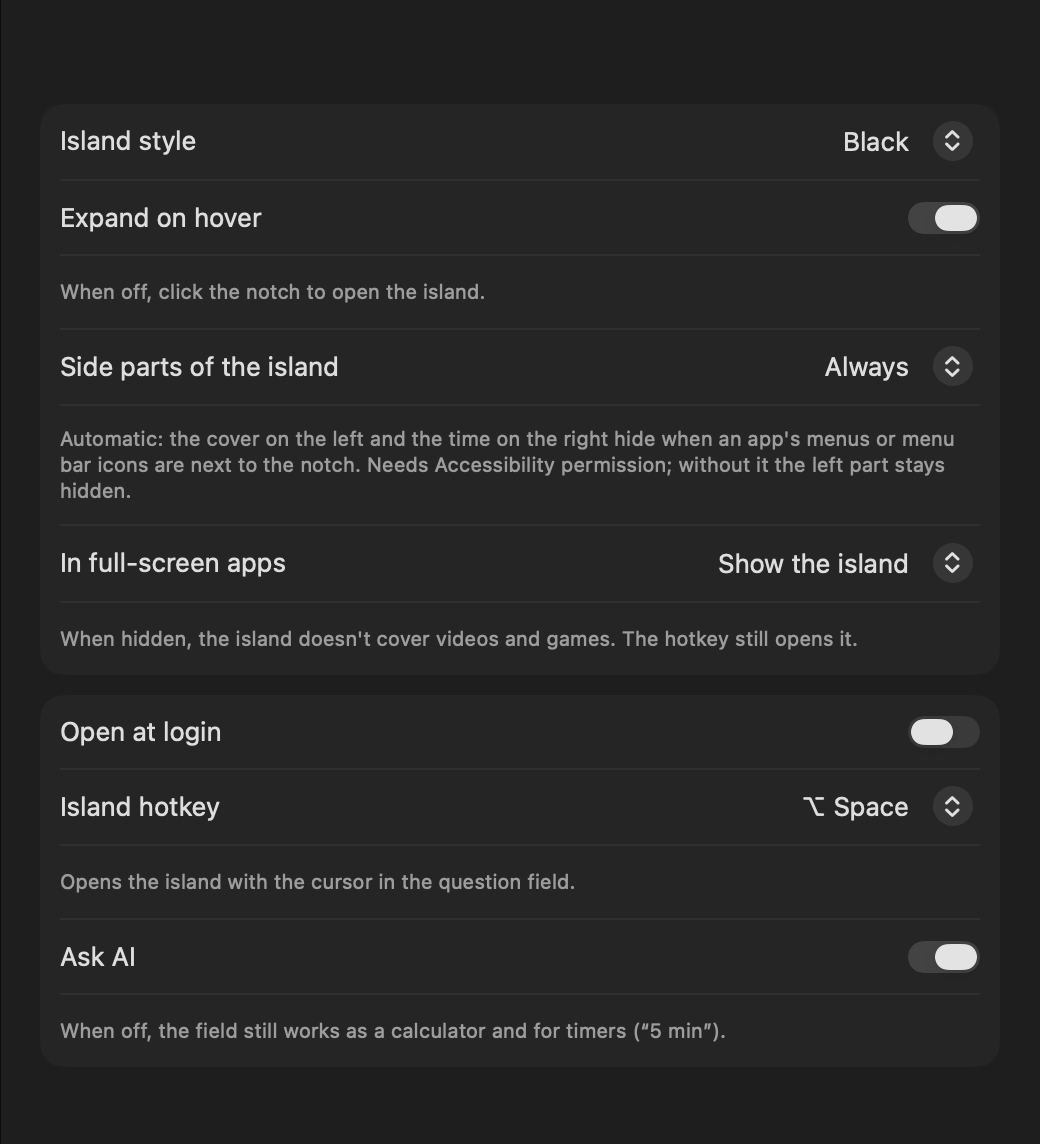 Island style
Black
Expand on hover
When off, click the notch to open the island.
Side parts of the island
Always
Automatic: the cover on the left and the time on the right hide when an app's menus or menu
bar icons are next to the notch. Needs Accessibility permission; without it the left part stays
hidden.
In full-screen apps
Show the island
When hidden, the island doesn't cover videos and games. The hotkey still opens it.
Open at login
Island hotkey
⌥ Space
Opens the island with the cursor in the question field.
Ask AI
When off, the field still works as a calculator and for timers (“5 min”).